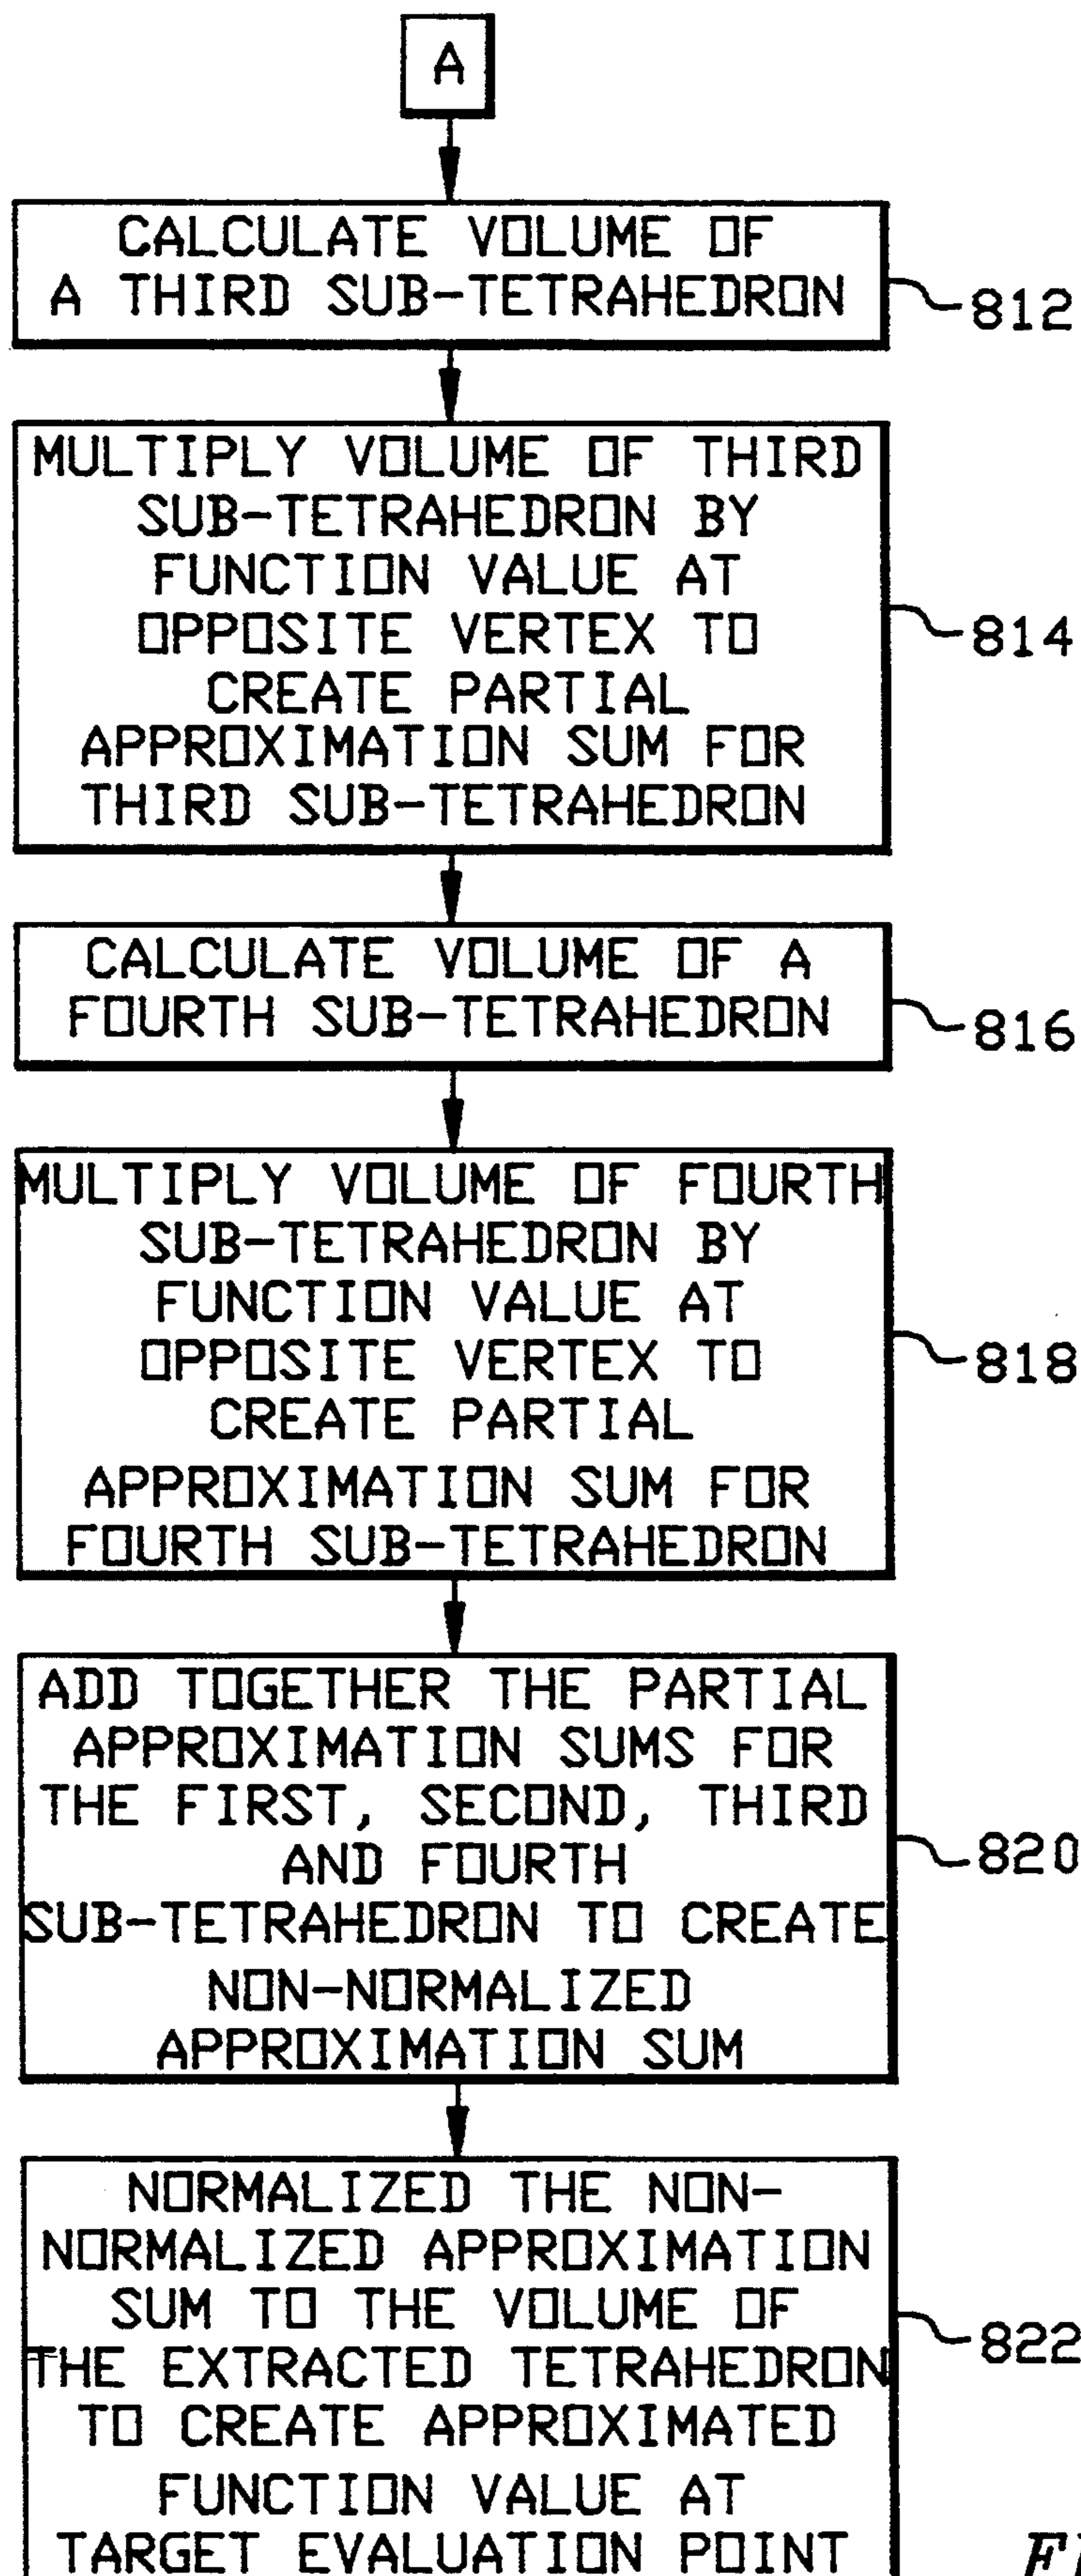 A
CALCULATE VOLUME OF
A THIRD SUB-TETRAHEDRON
812
MULTIPLY VOLUME OF THIRD
SUB-TETRAHEDRON BY
FUNCTION VALUE AT
OPPOSITE VERTEX TO
CREATE PARTIAL
APPROXIMATION SUM FOR
THIRD SUB-TETRAHEDRON
814
CALCULATE VOLUME OF A
FOURTH SUB-TETRAHEDRON
816
MULTIPLY VOLUME OF FOURTH
SUB-TETRAHEDRON BY
FUNCTION VALUE AT
OPPOSITE VERTEX TO
CREATE PARTIAL
APPROXIMATION SUM FOR
FOURTH SUB-TETRAHEDRON
818
ADD TOGETHER THE PARTIAL
APPROXIMATION SUMS FOR
THE FIRST, SECOND, THIRD
AND FOURTH
SUB-TETRAHEDRON TO CREATE
NON-NORMALIZED
APPROXIMATION SUM
820
NORMALIZED THE NON-
NORMALIZED APPROXIMATION
SUM TO THE VOLUME OF
THE EXTRACTED TETRAHEDRON
TO CREATE APPROXIMATED
FUNCTION VALUE AT
TARGET EVALUATION POINT
822